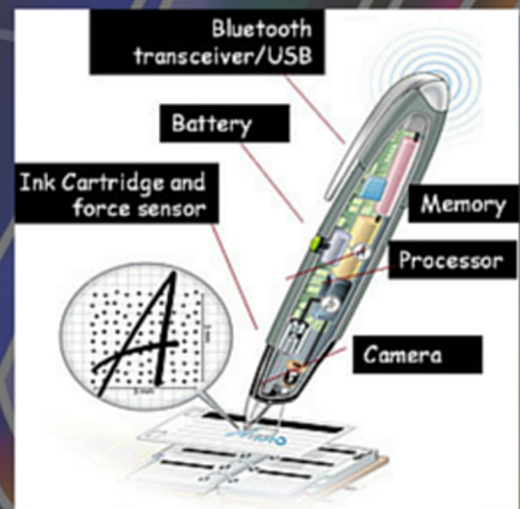 Bluetooth
transceiver/USB
Battery
Ink Cartridge and
force sensor
Memory
Processor
Camera
A